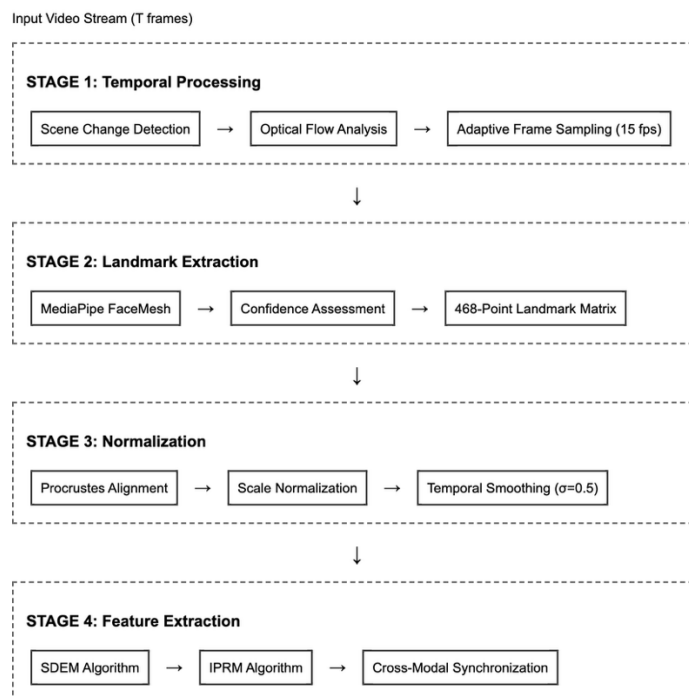 Input Video Stream (T frames)
STAGE 1: Temporal Processing
Scene Change Detection → Optical Flow Analysis → Adaptive Frame Sampling (15 fps)
↓
STAGE 2: Landmark Extraction
MediaPipe FaceMesh → Confidence Assessment → 468-Point Landmark Matrix
↓
STAGE 3: Normalization
Procrustes Alignment → Scale Normalization → Temporal Smoothing (σ=0.5)
↓
STAGE 4: Feature Extraction
SDEM Algorithm → IPRM Algorithm → Cross-Modal Synchronization